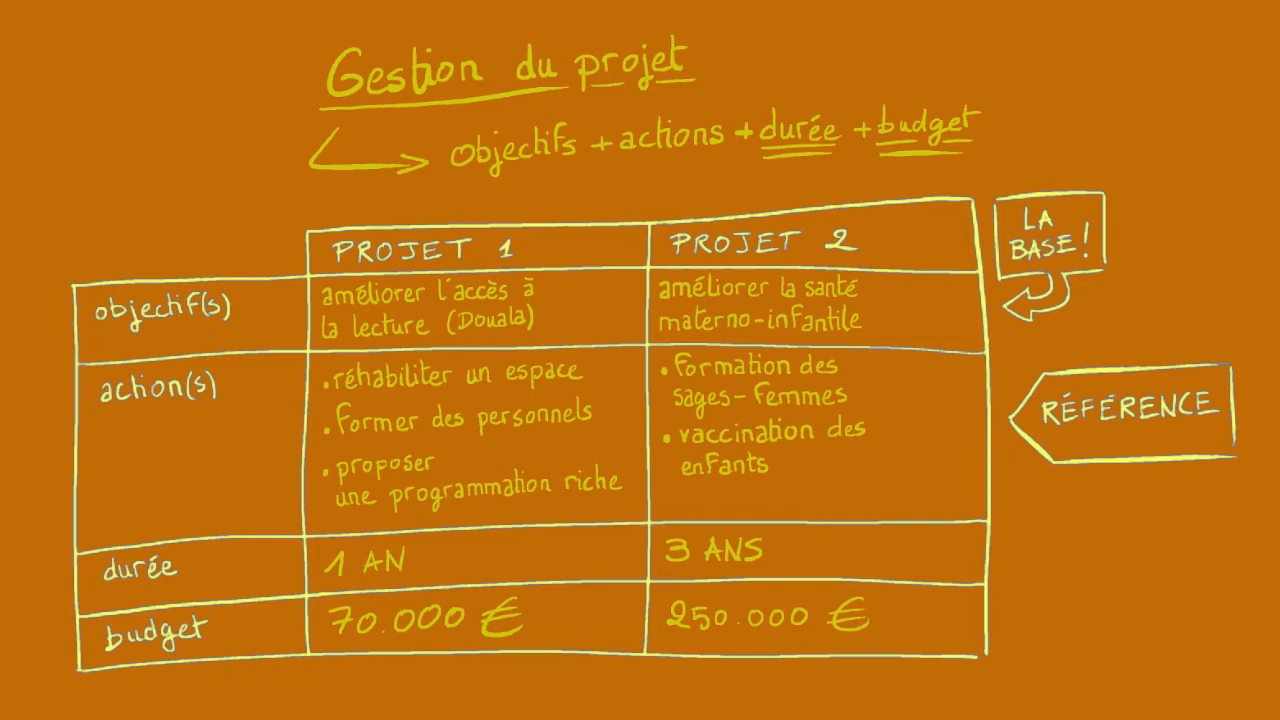 Gestion du projet
objectifs + actions + durée + budget
PROJET 1
PROJET 2
LA
BASE !
objectif(s)
améliorer l'accès à
la lecture (Douala)
améliorer la santé
materno-infantile
action(s)
• réhabiliter un espace
• former des personnels
• proposer
une programmation riche
• formation des
sages-femmes
• vaccination des
enfants
RÉFÉRENCE
durée
1 AN
3 ANS
budget
70.000 €
250.000 €